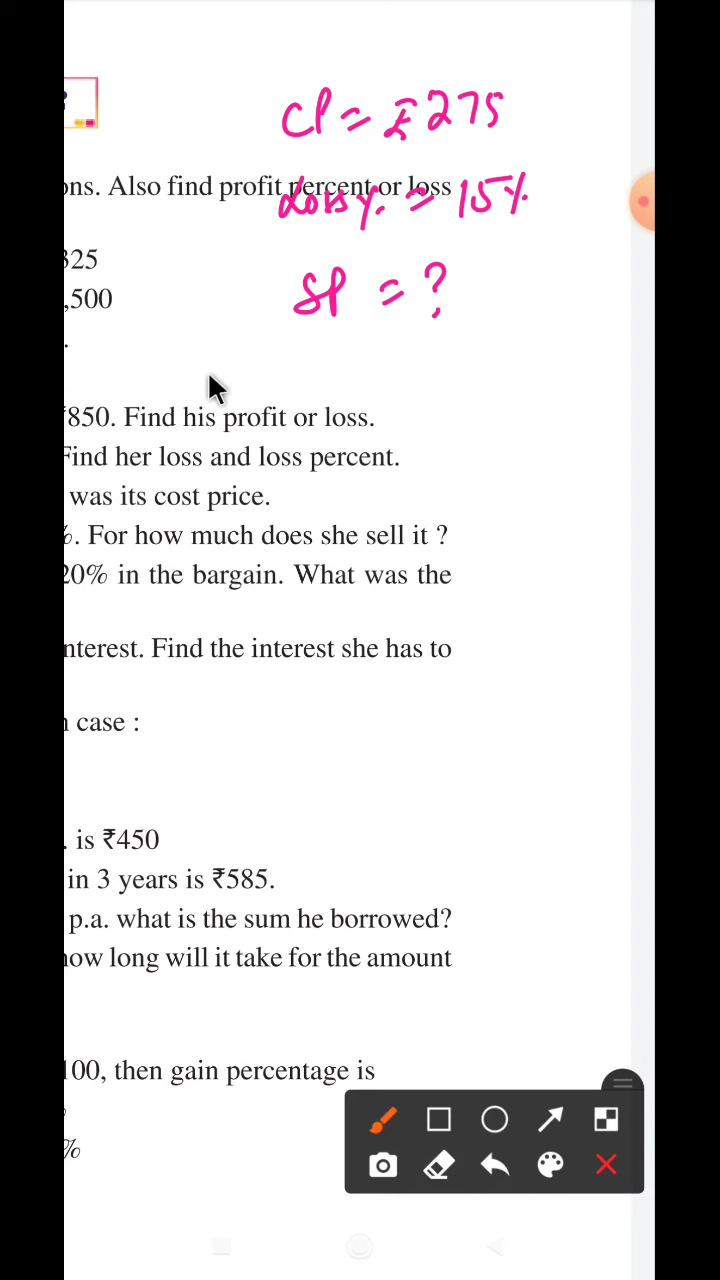 CP = ₹275
ons. Also find profit percent or loss
Loss %. = 15%
325
,500
SP = ?
.
₹850. Find his profit or loss.
Find her loss and loss percent.
was its cost price.
%. For how much does she sell it ?
20% in the bargain. What was the
nterest. Find the interest she has to
case :
. is ₹450
in 3 years is ₹585.
p.a. what is the sum he borrowed?
how long will it take for the amount
100, then gain percentage is
%